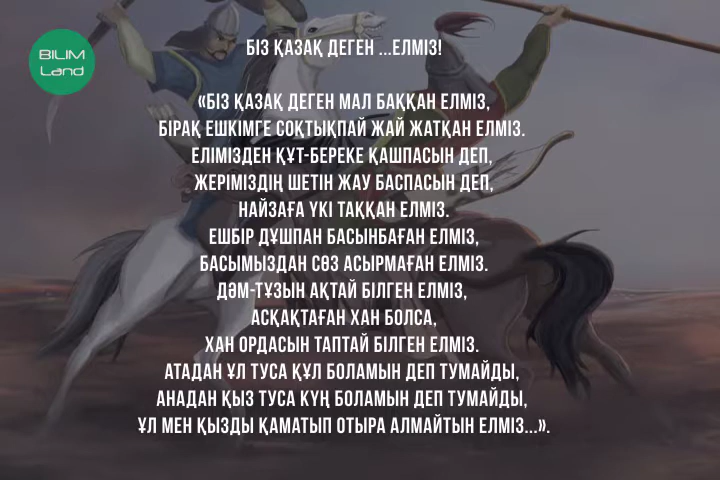 BILIM
Land
БІЗ ҚАЗАҚ ДЕГЕН ...ЕЛМІЗ!
«БІЗ ҚАЗАҚ ДЕГЕН МАЛ БАҚҚАН ЕЛМІЗ,
БІРАҚ ЕШКІМГЕ СОҚТЫҚПАЙ ЖАЙ ЖАТҚАН ЕЛМІЗ.
ЕЛІМІЗДЕН ҚҰТ-БЕРЕКЕ ҚАШПАСЫН ДЕП,
ЖЕРІМІЗДІҢ ШЕТІН ЖАУ БАСПАСЫН ДЕП,
НАЙЗАҒА ҮКІ ТАҚҚАН ЕЛМІЗ.
ЕШБІР ДҰШПАН БАСЫНБАҒАН ЕЛМІЗ,
БАСЫМЫЗДАН СӨЗ АСЫРМАҒАН ЕЛМІЗ.
ДӘМ-ТҰЗЫН АҚТАЙ БІЛГЕН ЕЛМІЗ,
АСҚАҚТАҒАН ХАН БОЛСА,
ХАН ОРДАСЫН ТАПТАЙ БІЛГЕН ЕЛМІЗ.
АТАДАН ҰЛ ТУСА ҚҰЛ БОЛАМЫН ДЕП ТУМАЙДЫ,
АНАДАН ҚЫЗ ТУСА КҮҢ БОЛАМЫН ДЕП ТУМАЙДЫ,
ҰЛ МЕН ҚЫЗДЫ ҚАМАТЫП ОТЫРА АЛМАЙТЫН ЕЛМІЗ...».